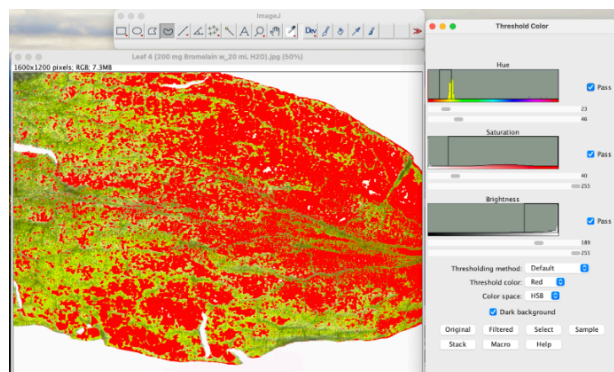 ImageJ
Dev
Leaf 4 (200 mg Bromelain w_20 mL H2O).jpg (50%)
1600x1200 pixels; RGB; 7.3MB
Threshold Color
Hue
Pass
23
46
Saturation
Pass
40
255
Brightness
Pass
189
255
Thresholding method: Default
Threshold color: Red
Color space: HSB
Dark background
Original Filtered Select Sample
Stack Macro Help